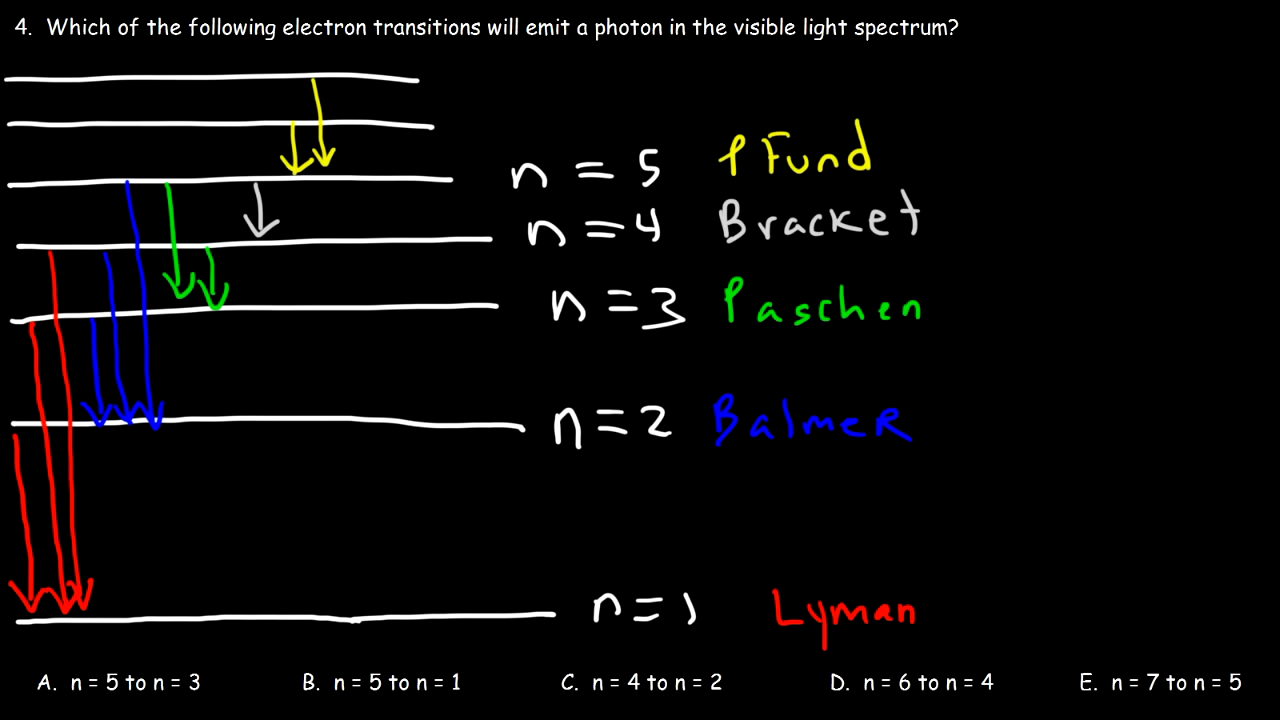 4. Which of the following electron transitions will emit a photon in the visible light spectrum?
n = 5 PFund
n = 4 Bracket
n = 3 Paschen
n = 2 Balmer
n = 1 Lyman
A. n = 5 to n = 3 B. n = 5 to n = 1 C. n = 4 to n = 2 D. n = 6 to n = 4 E. n = 7 to n = 5